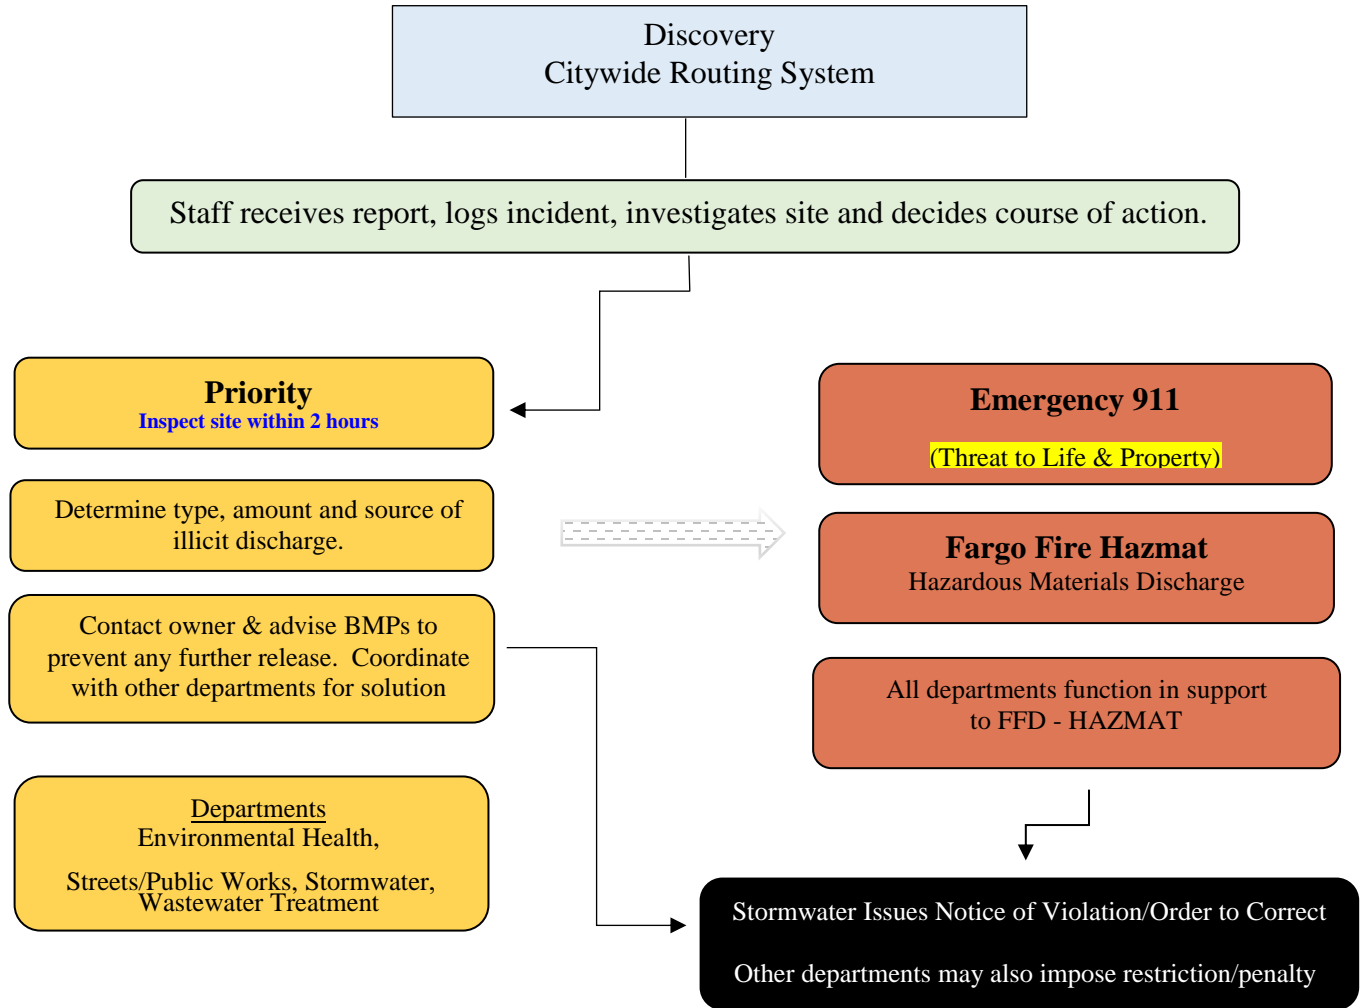 Discovery
Citywide Routing System
Staff receives report, logs incident, investigates site and decides course of action.
Priority
Inspect site within 2 hours
Determine type, amount and source of
illicit discharge.
Contact owner & advise BMPs to
prevent any further release. Coordinate
with other departments for solution
Departments
Environmental Health,
Streets/Public Works, Stormwater,
Wastewater Treatment
Emergency 911
(Threat to Life & Property)
Fargo Fire Hazmat
Hazardous Materials Discharge
All departments function in support
to FFD - HAZMAT
Stormwater Issues Notice of Violation/Order to Correct
Other departments may also impose restriction/penalty